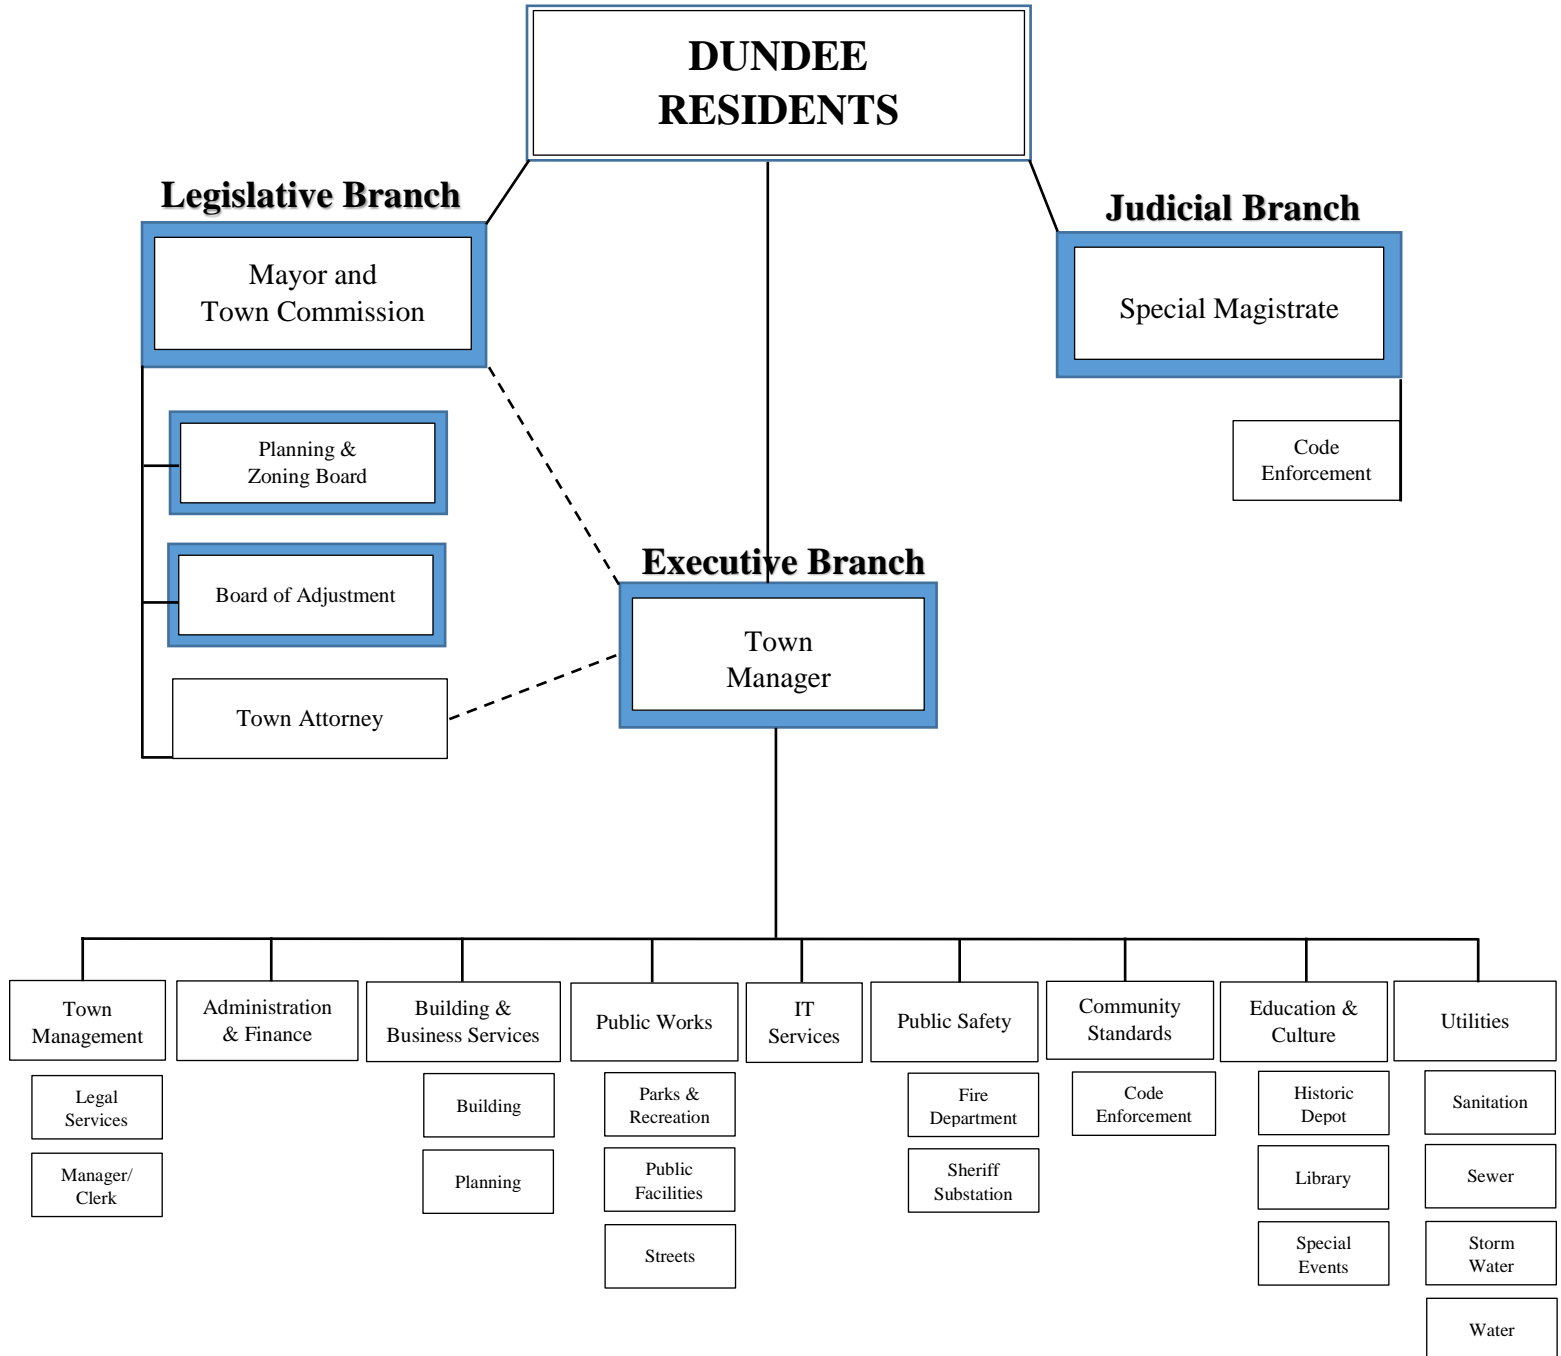 DUNDEE
RESIDENTS
Legislative Branch
Mayor and
Town Commission
Judicial Branch
Special Magistrate
Planning &
Zoning Board
Code
Enforcement
Board of Adjustment
Executive Branch
Town
Manager
Town Attorney
Town
Management
Administration
& Finance
Building &
Business Services
Public Works
IT
Services
Public Safety
Community
Standards
Education &
Culture
Utilities
Legal
Services
Manager/
Clerk
Building
Planning
Parks &
Recreation
Public
Facilities
Streets
Fire
Department
Sheriff
Substation
Code
Enforcement
Historic
Depot
Library
Special
Events
Sanitation
Sewer
Storm
Water
Water